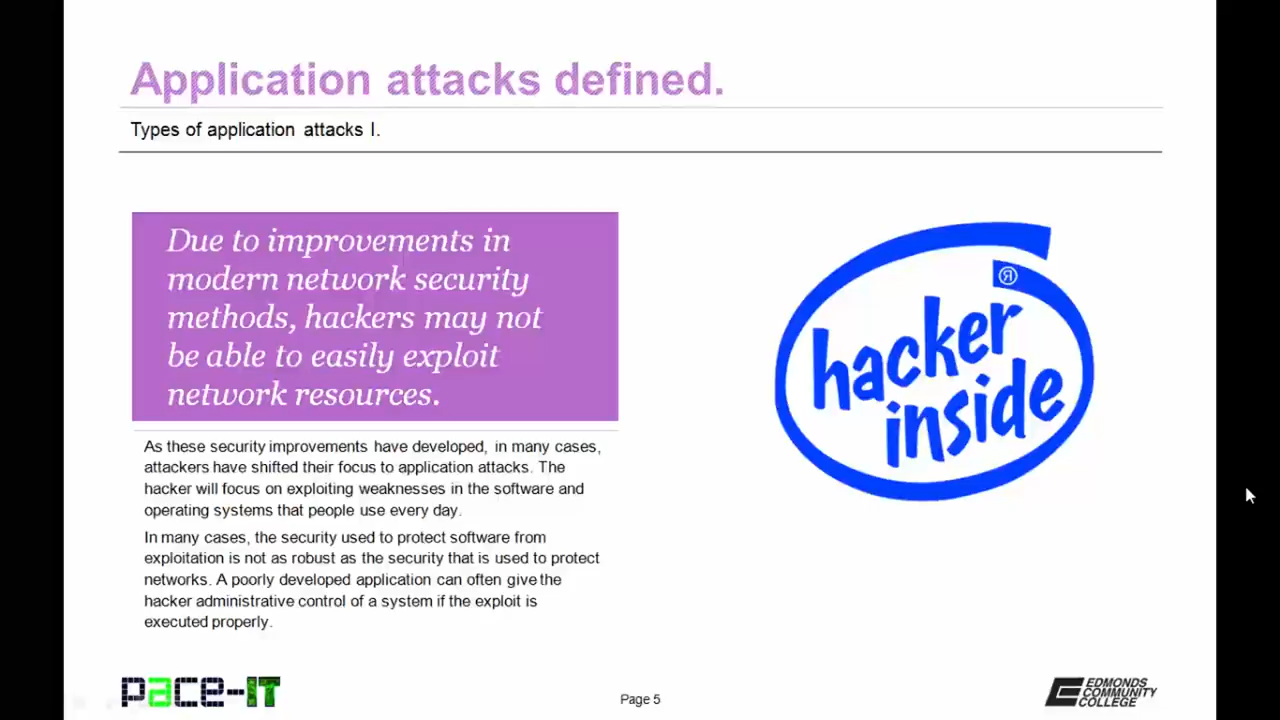 Application attacks defined.
Types of application attacks I.
Due to improvements in
modern network security
methods, hackers may not
be able to easily exploit
network resources.
As these security improvements have developed, in many cases,
attackers have shifted their focus to application attacks. The
hacker will focus on exploiting weaknesses in the software and
operating systems that people use every day.
In many cases, the security used to protect software from
exploitation is not as robust as the security that is used to protect
networks. A poorly developed application can often give the
hacker administrative control of a system if the exploit is
executed properly.
®
hacker
inside
PACE-IT
Page 5
EDMONDS
COMMUNITY
COLLEGE